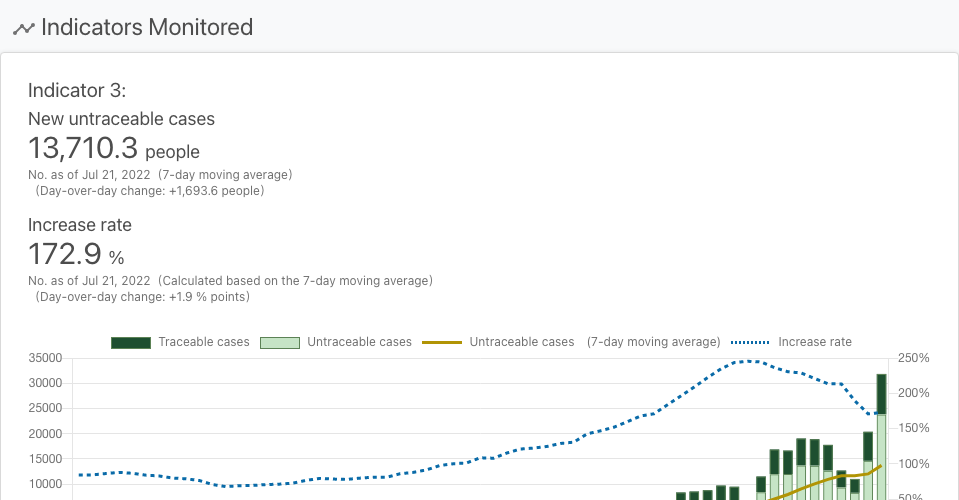 Indicators Monitored
Indicator 3:
New untraceable cases
13,710.3 people
No. as of Jul 21, 2022 (7-day moving average)
(Day-over-day change: +1,693.6 people)
Increase rate
172.9 %
No. as of Jul 21, 2022 (Calculated based on the 7-day moving average)
(Day-over-day change: +1.9 % points)
Traceable cases Untraceable cases Untraceable cases (7-day moving average) Increase rate
35000 250%
30000
200%
25000
20000 150%
15000 100%
10000
50%